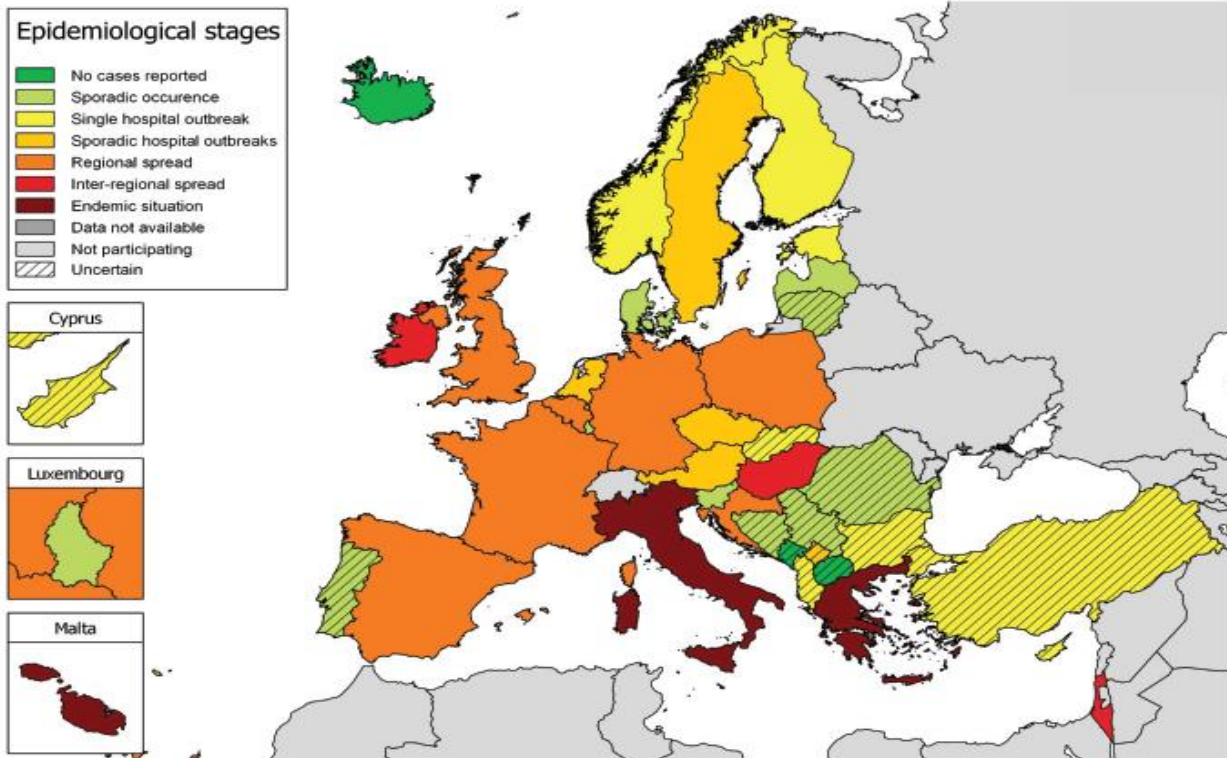 Epidemiological stages
No cases reported
Sporadic occurence
Single hospital outbreak
Sporadic hospital outbreaks
Regional spread
Inter-regional spread
Endemic situation
Data not available
Not participating
Uncertain
Cyprus
Luxembourg
Malta